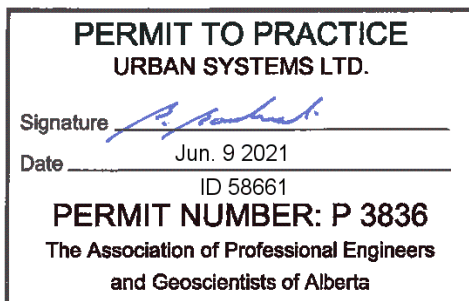 PERMIT TO PRACTICE
URBAN SYSTEMS LTD.
Signature
Date Jun. 9 2021
ID 58661
PERMIT NUMBER: P 3836
The Association of Professional Engineers
and Geoscientists of Alberta